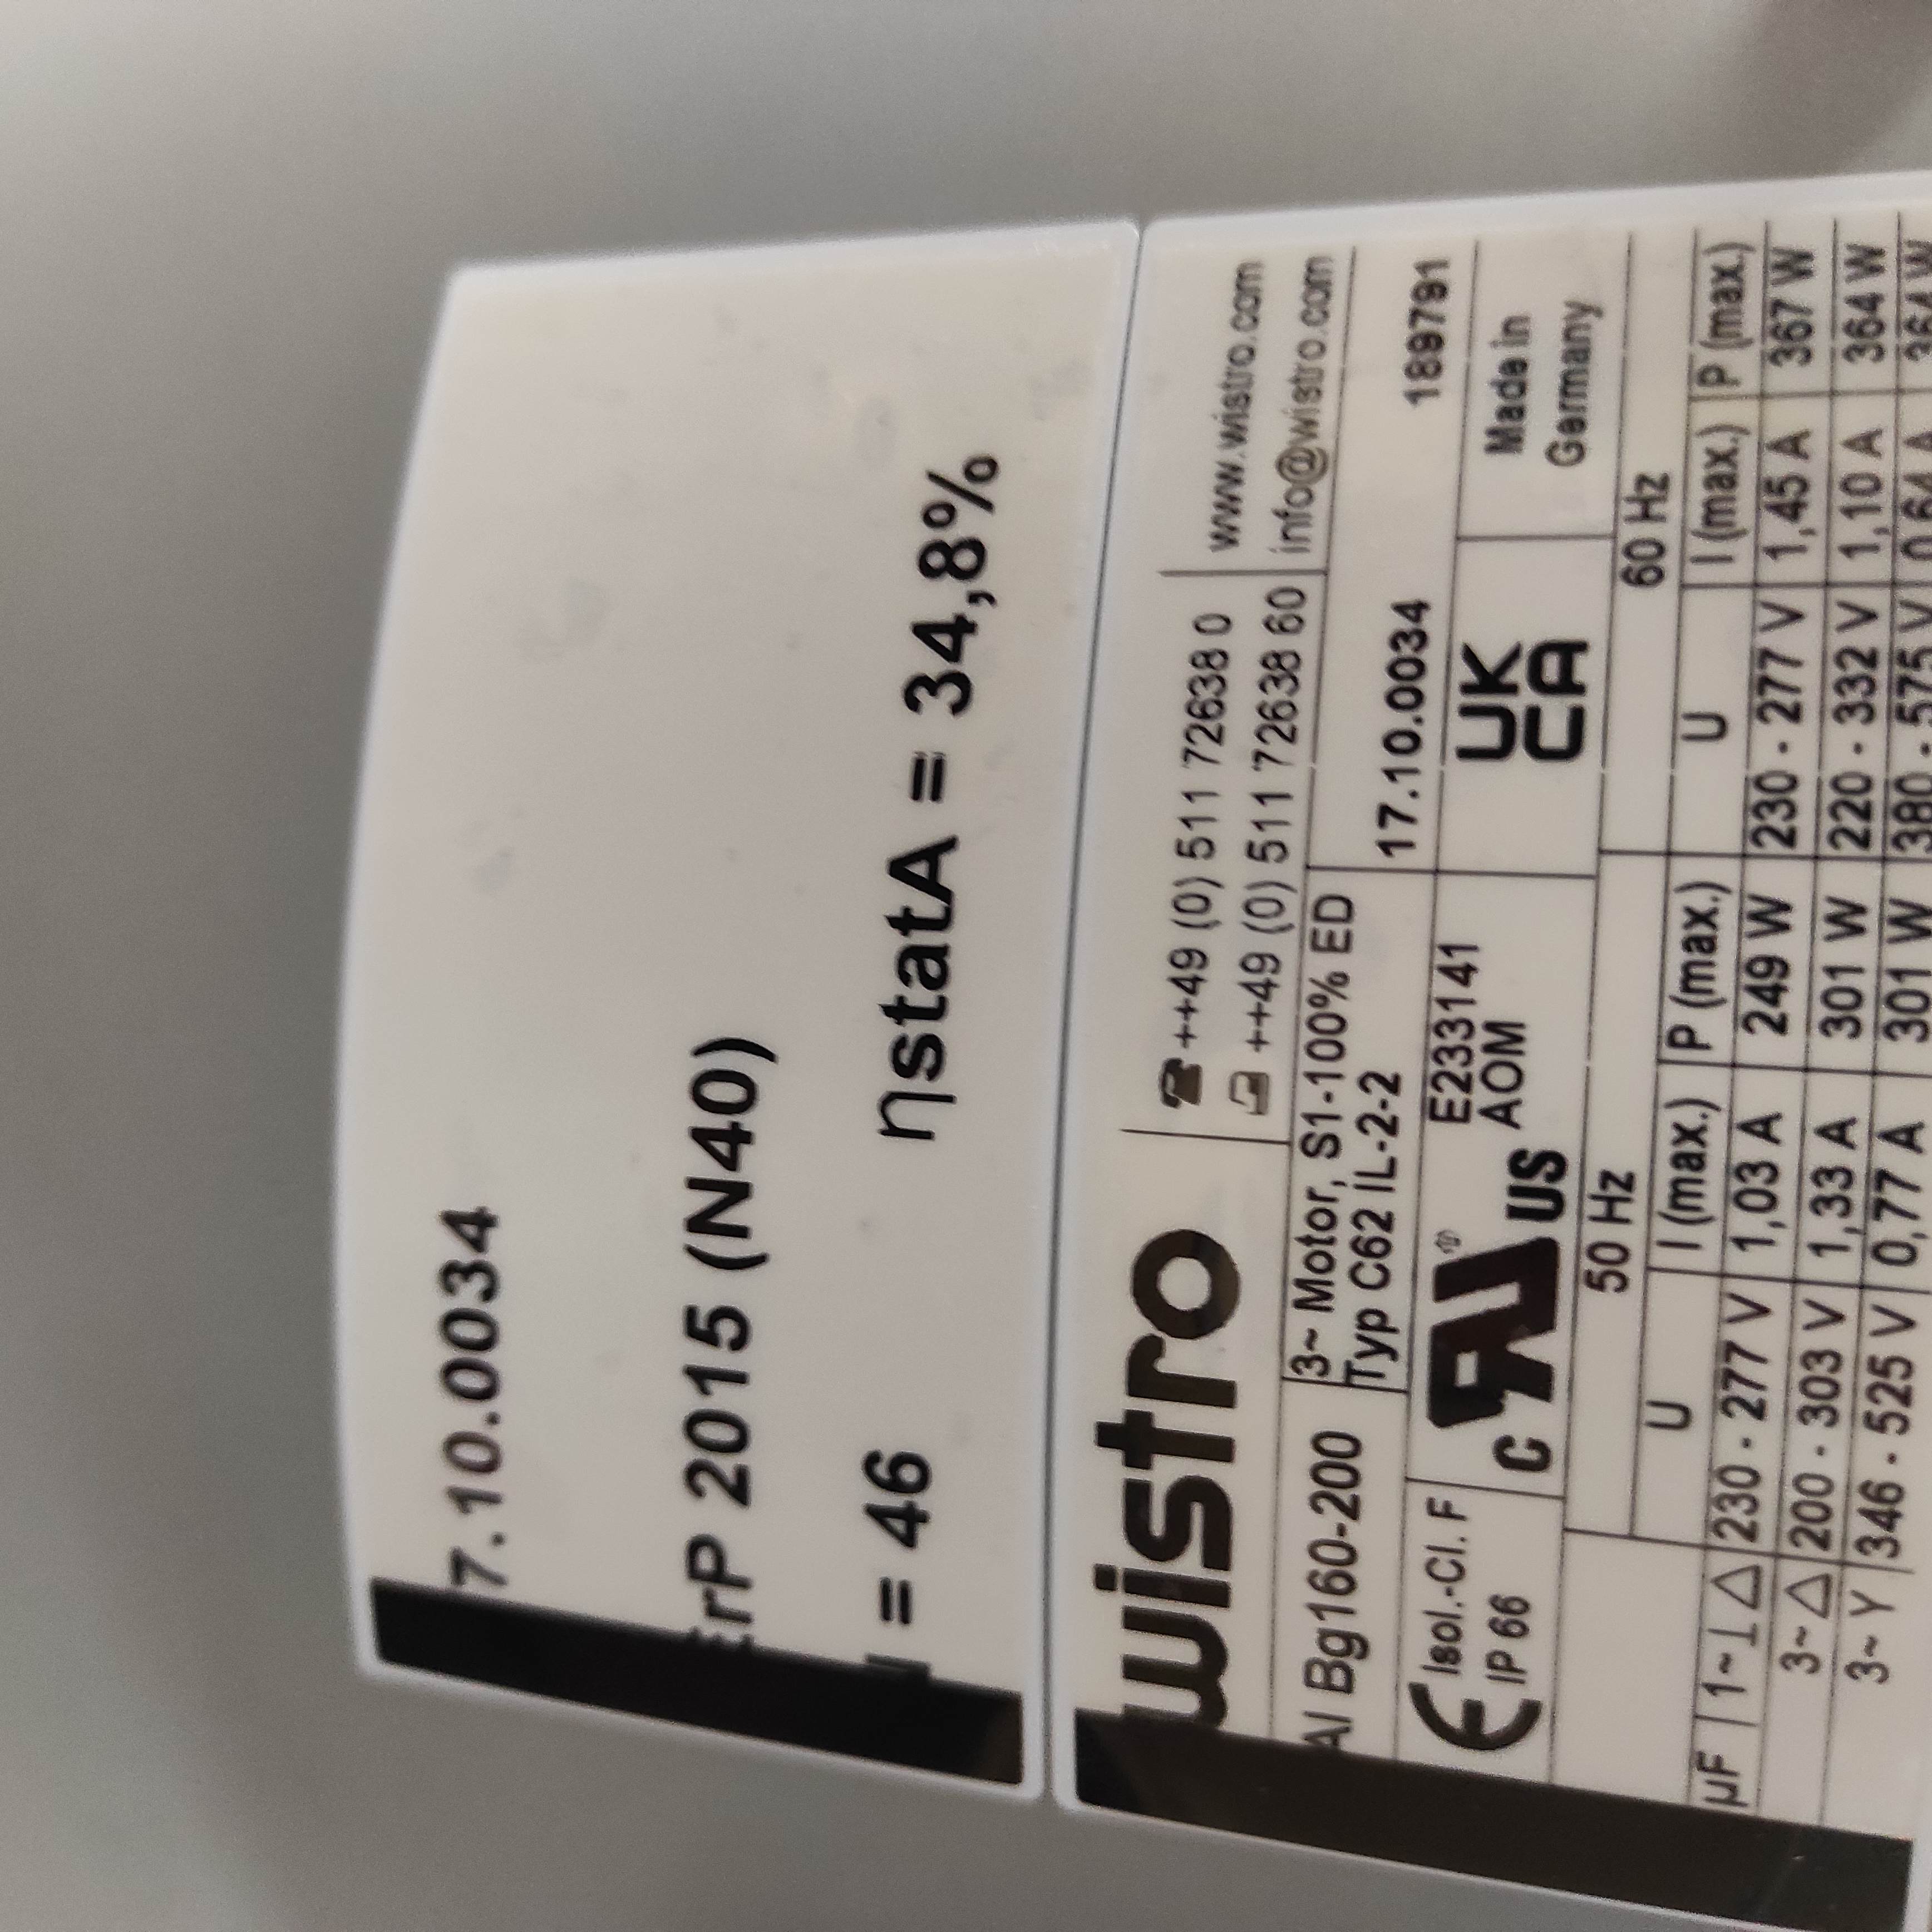 7.10.0034
ErP 2015 (N40)
= 46 ηstatA = 34,8%
wistro
☎ ++49 (0) 511 72638 0 www.wistro.com
++49 (0) 511 72638 60 info@wistro.com
AI Bg160-200 3~ Motor, S1-100% ED
Typ C62 IL-2-2 17.10.0034 189791
CE Isol.-Cl. F
IP 66
C RU ® US E233141
AOM
UK
CA
Made in
Germany
50 Hz 60 Hz
U I (max.) P (max.) U I (max.) P (max.)
µF 1~ ⊥ △ 230 - 277 V 1,03 A 249 W 230 - 277 V 1,45 A 367 W
3~ △ 200 - 303 V 1,33 A 301 W 220 - 332 V 1,10 A 364 W
3~ Y 346 - 525 V 0,77 A 301 W 380 - 575 V 0,64 A 364 W